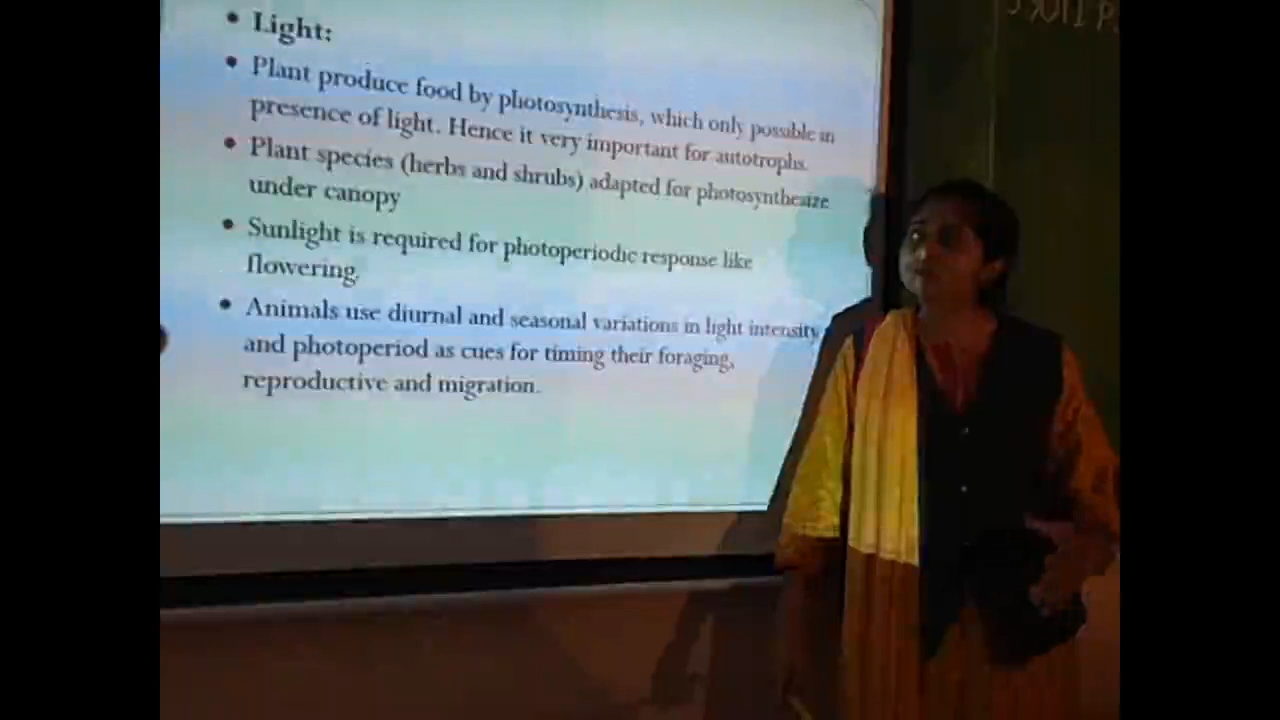 • Light:
• Plant produce food by photosynthesis, which only possible in
presence of light. Hence it very important for autotrophs.
• Plant species (herbs and shrubs) adapted for photosynthesize
under canopy
• Sunlight is required for photoperiodic response like
flowering.
• Animals use diurnal and seasonal variations in light intensity
and photoperiod as cues for timing their foraging,
reproductive and migration.